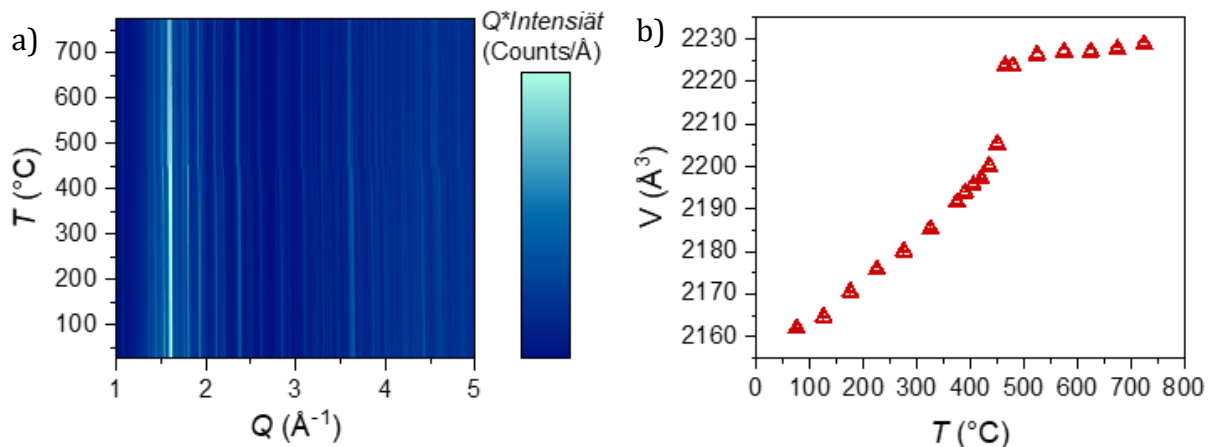 a)
Q*Intensiät
(Counts/Å)
700
600
500
400
300
200
100
T (°C)
1 2 3 4 5
Q (Å-1)
b)
2230
2220
2210
2200
2190
2180
2170
2160
V (Å3)
0 100 200 300 400 500 600 700 800
T (°C)